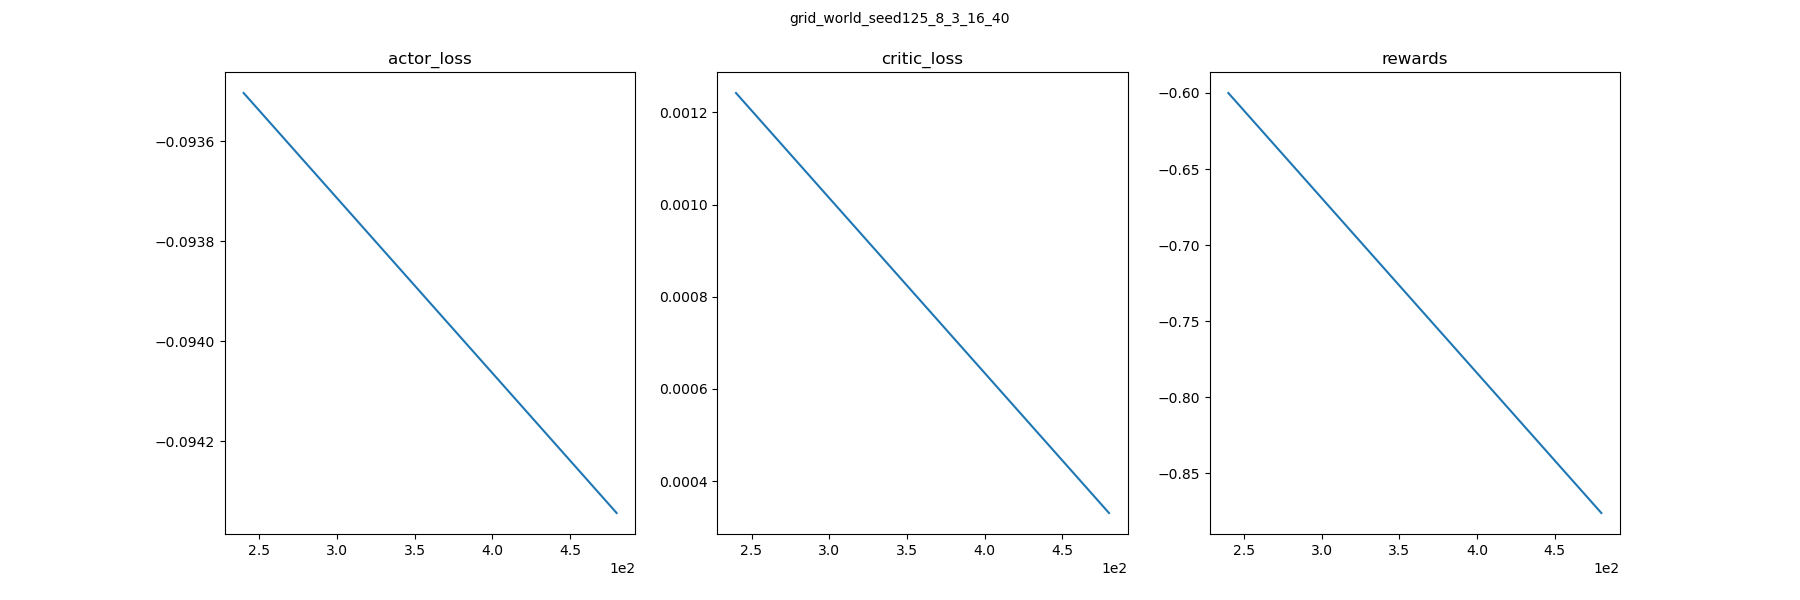 grid_world_seed125_8_3_16_40
actor_loss
−0.0936
−0.0938
−0.0940
−0.0942
2.5 3.0 3.5 4.0 4.5
1e2
critic_loss
0.0012
0.0010
0.0008
0.0006
0.0004
2.5 3.0 3.5 4.0 4.5
1e2
rewards
−0.60
−0.65
−0.70
−0.75
−0.80
−0.85
2.5 3.0 3.5 4.0 4.5
1e2